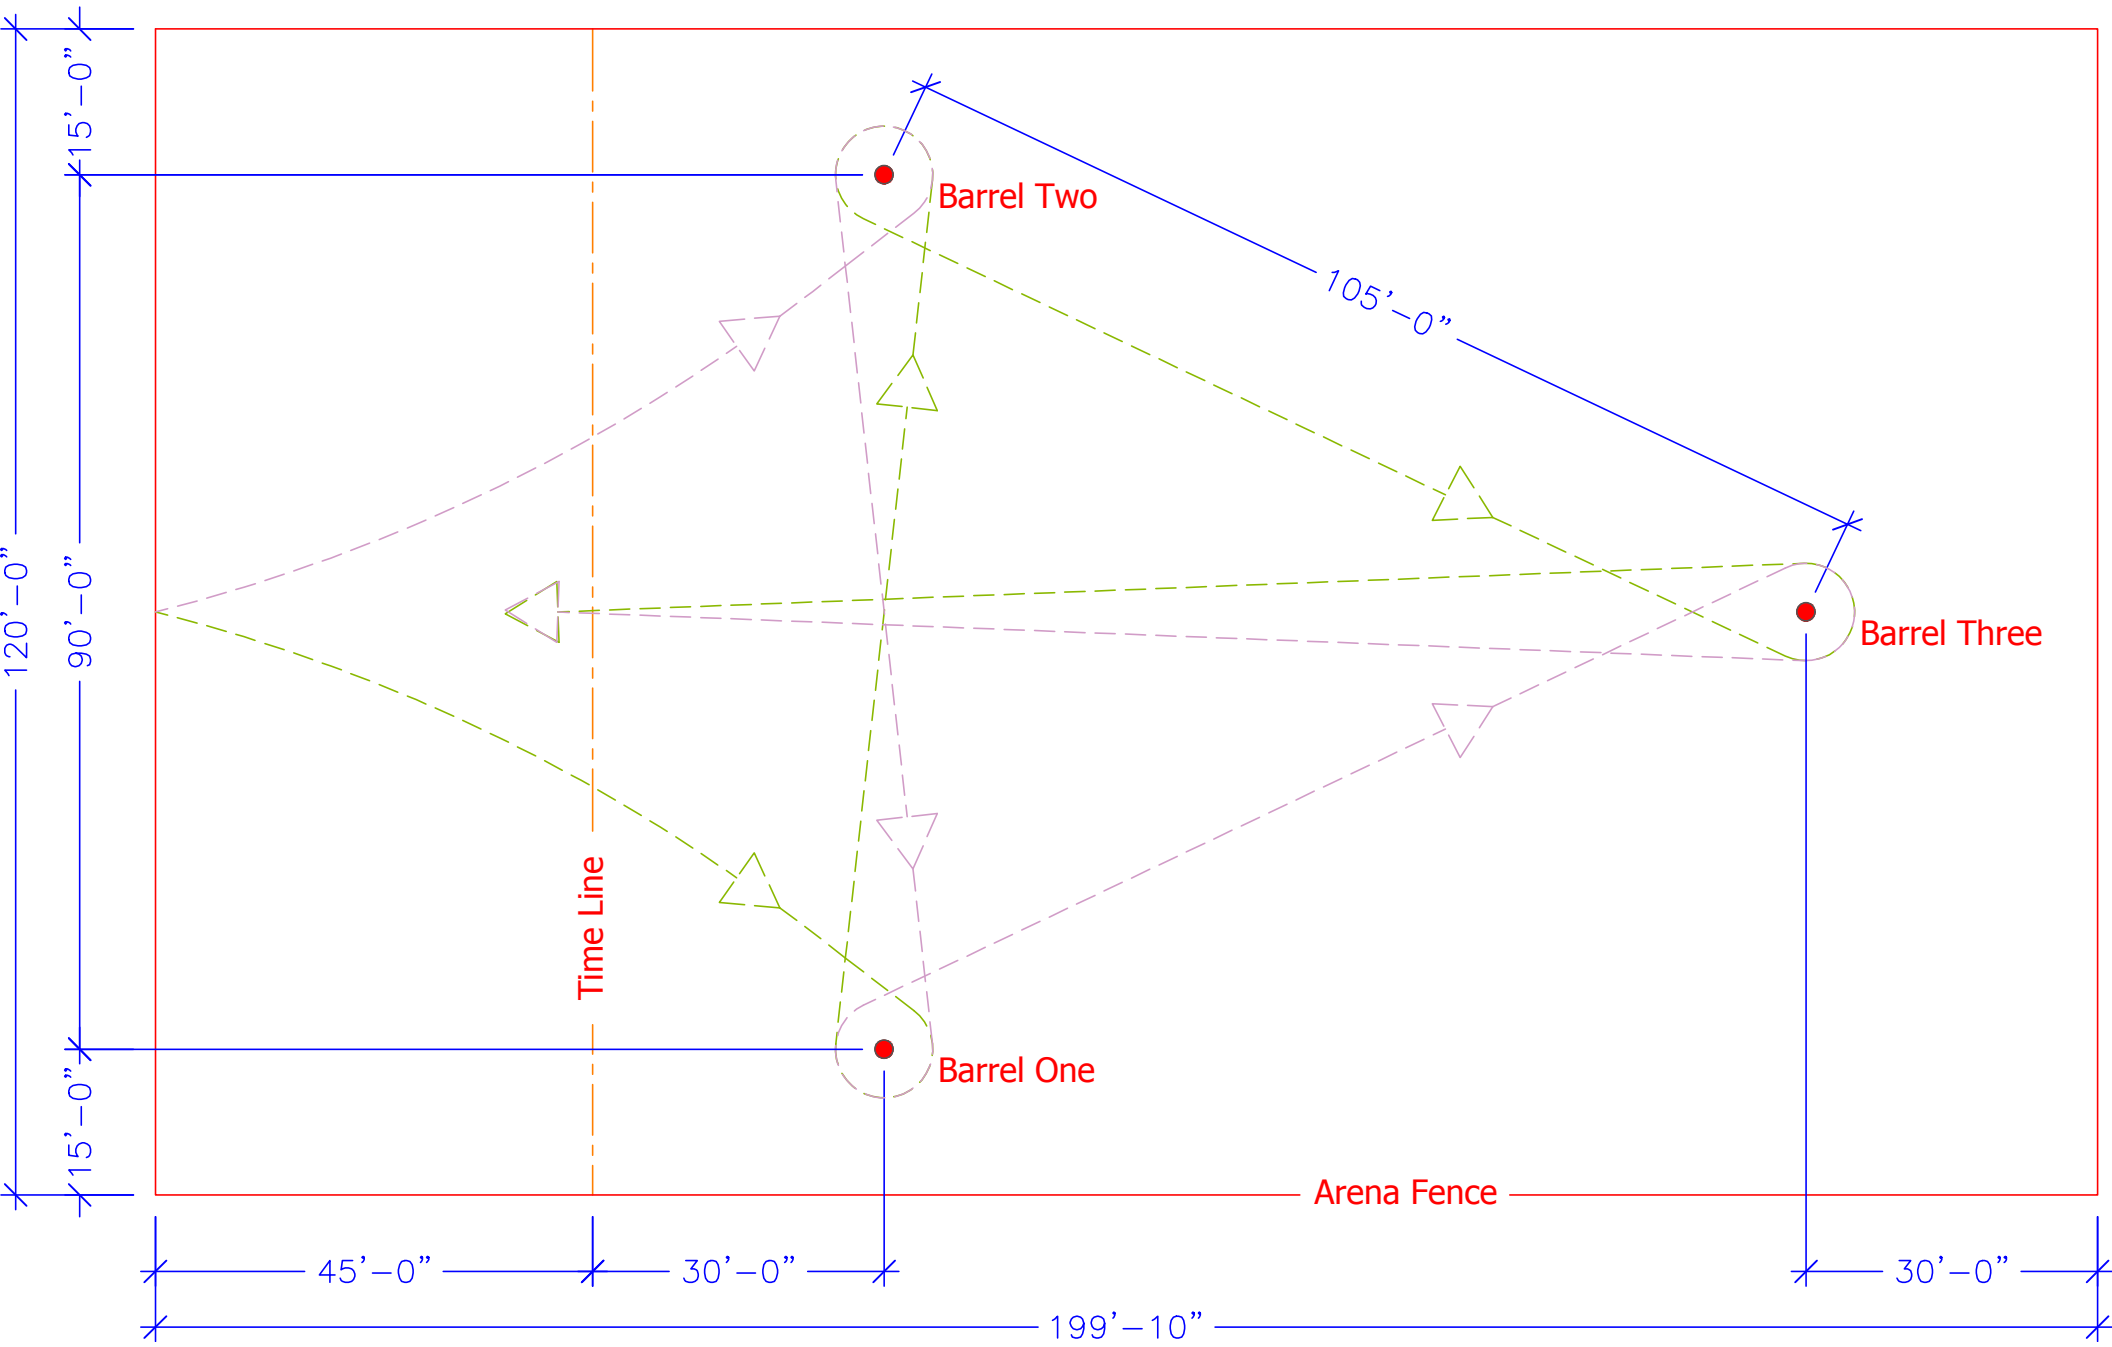 15'-0"
Barrel Two
105'-0"
120'-0"
90'-0"
Barrel Three
Time Line
Barrel One
15'-0"
Arena Fence
45'-0"
30'-0"
30'-0"
199'-10"